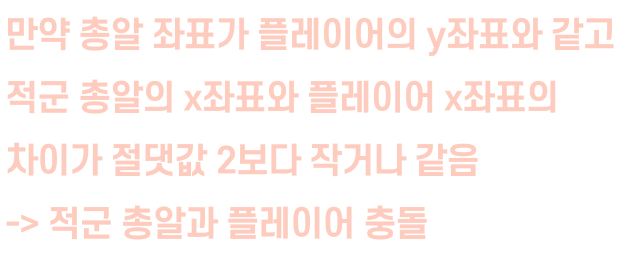 만약 총알 좌표가 플레이어의 y좌표와 같고
적군 총알의 x좌표와 플레이어 x좌표의
차이가 절댓값 2보다 작거나 같음
-> 적군 총알과 플레이어 충돌